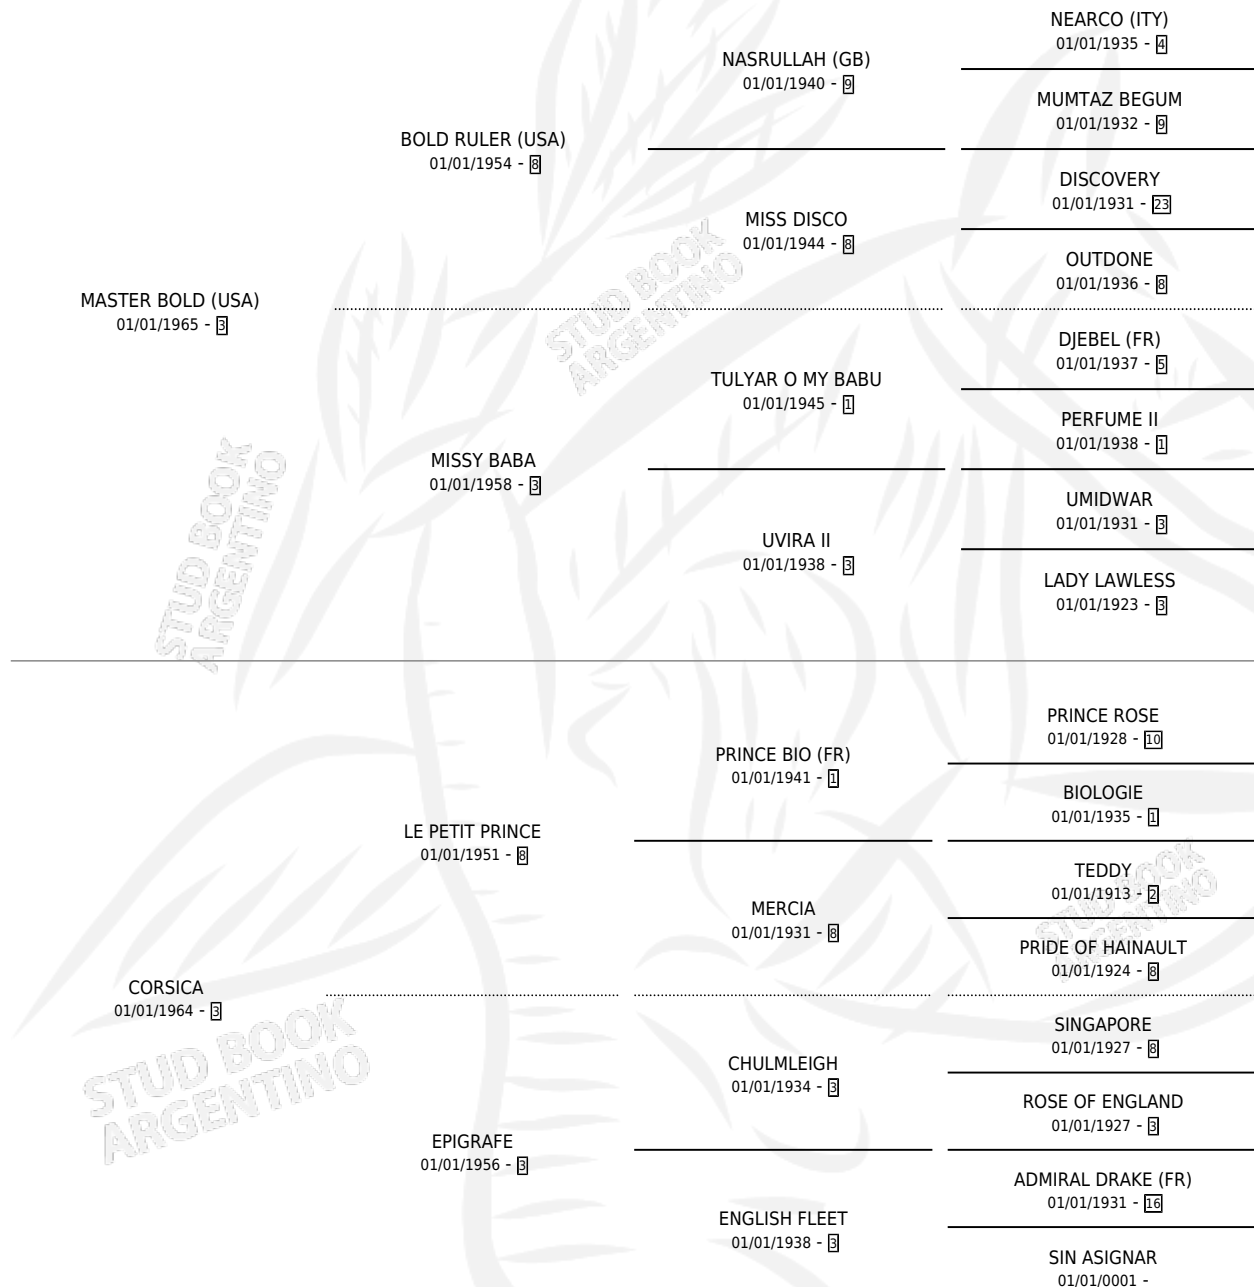 NEARCO (ITY)
01/01/1935 - 4
NASRULLAH (GB)
01/01/1940 - 9
MUMTAZ BEGUM
01/01/1932 - 9
BOLD RULER (USA)
01/01/1954 - 8
DISCOVERY
01/01/1931 - 23
MISS DISCO
01/01/1944 - 8
OUTDONE
01/01/1936 - 8
MASTER BOLD (USA)
01/01/1965 - 3
STUD BOOK
ARGENTINO
DJEBEL (FR)
01/01/1937 - 5
TULYAR O MY BABU
01/01/1945 - 1
PERFUME II
01/01/1938 - 1
MISSY BABA
01/01/1958 - 3
UMIDWAR
01/01/1931 - 3
UVIRA II
01/01/1938 - 3
LADY LAWLESS
01/01/1923 - 3
STUD BOOK
ARGENTINO
PRINCE ROSE
01/01/1928 - 10
PRINCE BIO (FR)
01/01/1941 - 1
BIOLOGIE
01/01/1935 - 1
LE PETIT PRINCE
01/01/1951 - 8
TEDDY
01/01/1913 - 2
MERCIA
01/01/1931 - 8
PRIDE OF HAINAULT
01/01/1924 - 8
STUD BOOK
ARGENTINO
CORSICA
01/01/1964 - 3
SINGAPORE
01/01/1927 - 8
CHULMLEIGH
01/01/1934 - 3
ROSE OF ENGLAND
01/01/1927 - 3
STUD BOOK
ARGENTINO
EPIGRAFE
01/01/1956 - 3
ADMIRAL DRAKE (FR)
01/01/1931 - 16
ENGLISH FLEET
01/01/1938 - 3
SIN ASIGNAR
01/01/0001 -